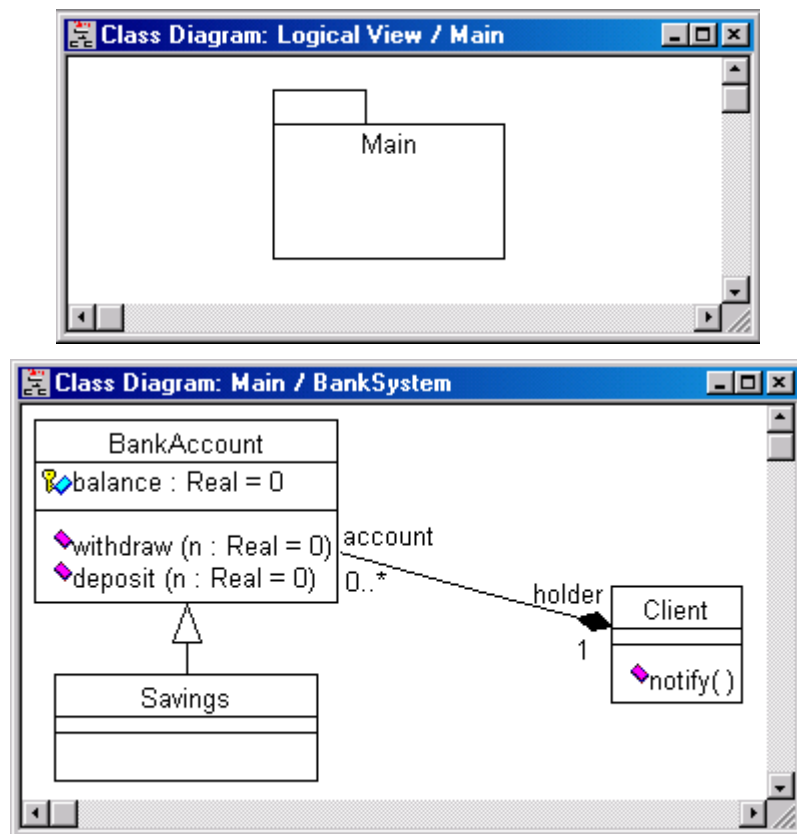 Class Diagram: Logical View / Main
Main
Class Diagram: Main / BankSystem
BankAccount
balance : Real = 0
withdraw (n : Real = 0)
deposit (n : Real = 0)
account
0..*
holder
1
Client
notify( )
Savings